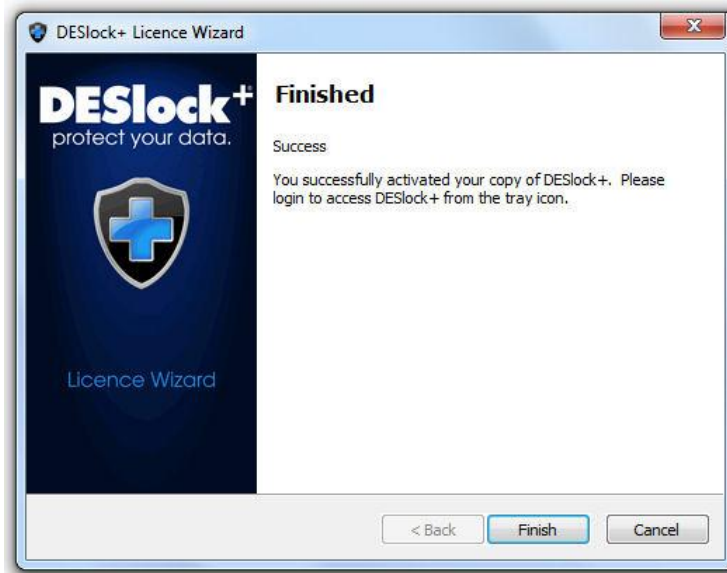 DESlock+ Licence Wizard
DESlock+
protect your data.
Licence Wizard
Finished
Success
You successfully activated your copy of DESlock+. Please
login to access DESlock+ from the tray icon.
< Back
Finish
Cancel